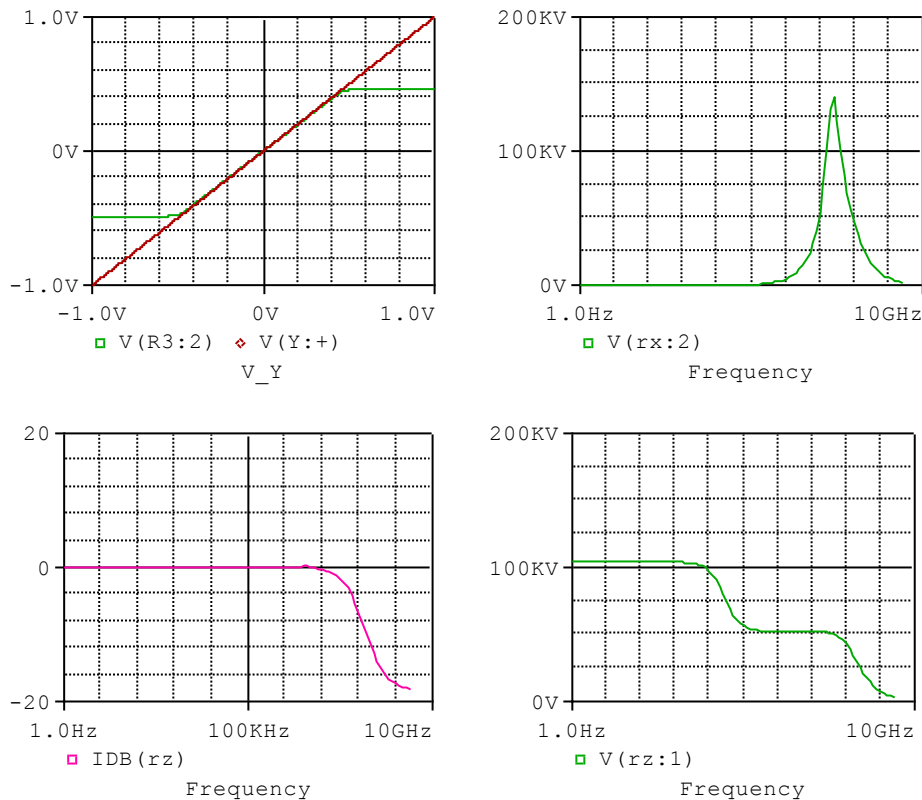 1.0V
0V
-1.0V
-1.0V 0V 1.0V
V(R3:2) V(Y:+)
V_Y
200KV
100KV
0V
1.0Hz 10GHz
V(rx:2)
Frequency
20
0
-20
1.0Hz 100KHz 10GHz
IDB(rz)
Frequency
200KV
100KV
0V
1.0Hz 10GHz
V(rz:1)
Frequency